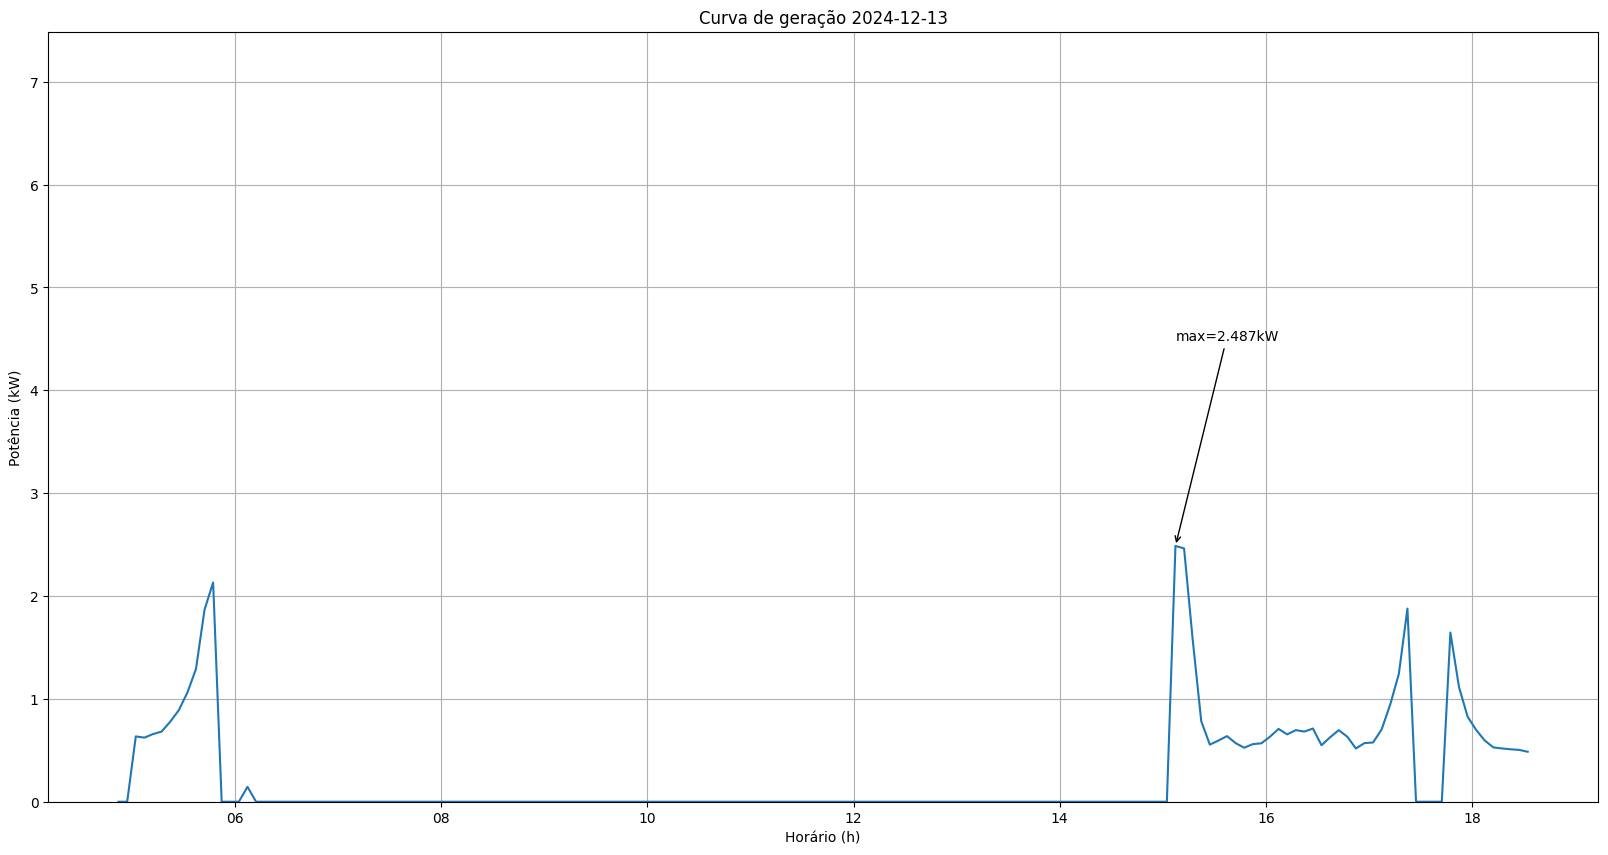 Curva de geração 2024-12-13
7
6
5
4
3
2
1
0
Potência (kW)
max=2.487kW
06 08 10 12 14 16 18
Horário (h)